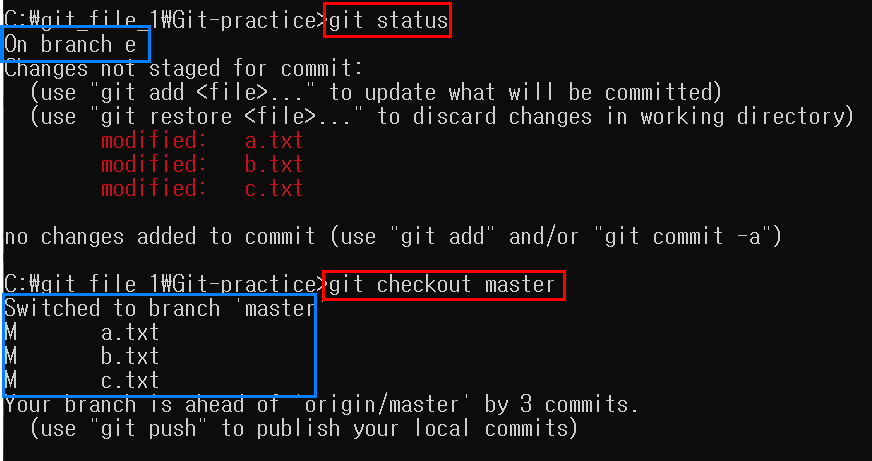 C:₩git_file_1₩Git-practice>git status
On branch e
Changes not staged for commit:
  (use "git add <file>..." to update what will be committed)
  (use "git restore <file>..." to discard changes in working directory)
        modified:   a.txt
        modified:   b.txt
        modified:   c.txt
no changes added to commit (use "git add" and/or "git commit -a")
C:₩git_file_1₩Git-practice>git checkout master
Switched to branch 'master'
M       a.txt
M       b.txt
M       c.txt
Your branch is ahead of 'origin/master' by 3 commits.
  (use "git push" to publish your local commits)